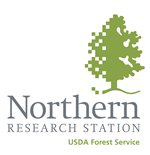 Northern
RESEARCH STATION
USDA Forest Service